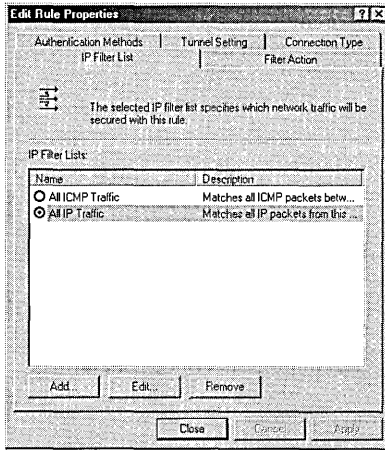 Edit Rule Properties
Authentication Methods Tunnel Setting Connection Type
IP Filter List Filter Action
The selected IP filter list specifies which network traffic will be
secured with this rule.
IP Filter Lists:
Name Description
All ICMP Traffic Matches all ICMP packets betw...
All IP Traffic Matches all IP packets from this ...
Add... Edit... Remove
Close Cancel Apply